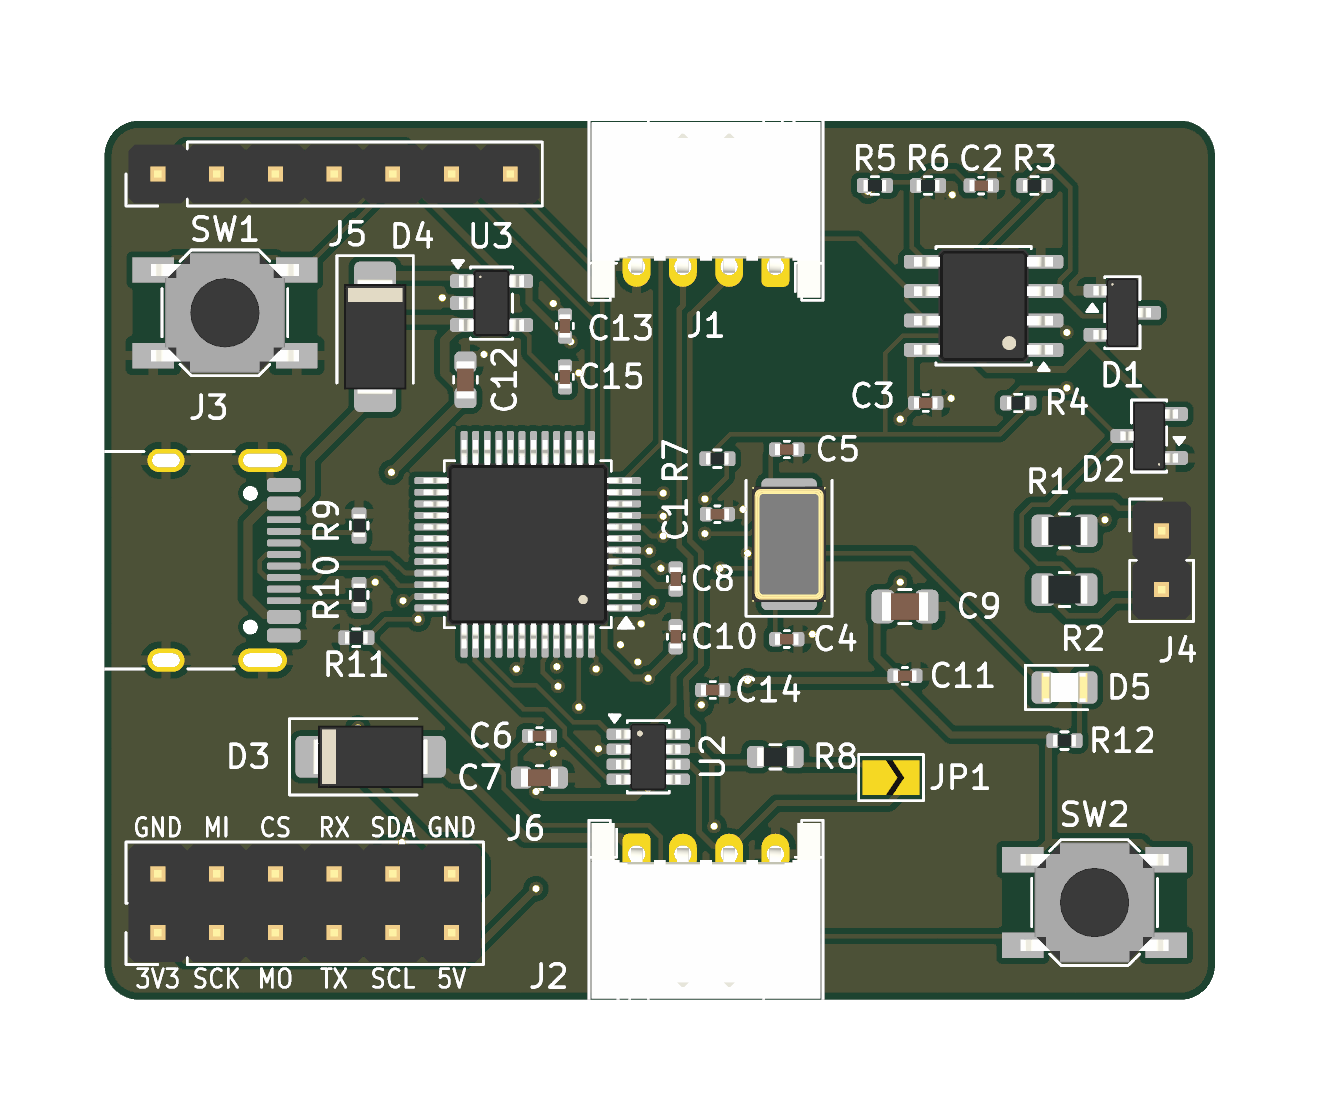 R5 R6 C2 R3
SW1
J5 D4 U3
J1
C13
C15
C12
J3
C3
R4
D1
D2
R7
C5
R1
C1
R9
R10
C8
C9
C10
C4
R2
R11
C11
J4
C14
D5
D3
C6
C7
U2
R8
JP1
R12
SW2
GND MI CS RX SDA GND
J6
3V3 SCK MO TX SCL 5V
J2